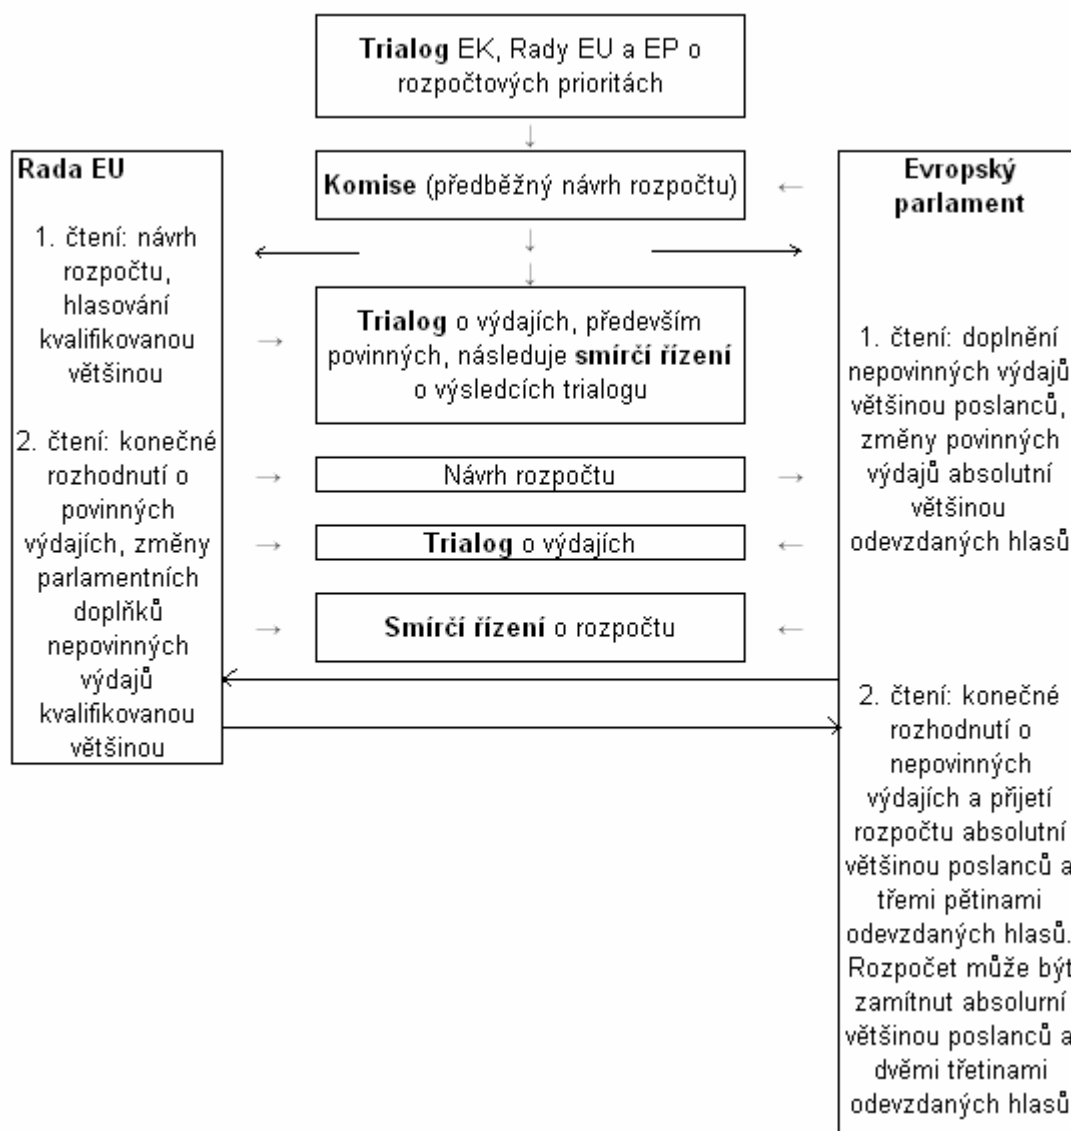 Trialog EK, Rady EU a EP o
rozpočtových prioritách
↓
Rada EU
1. čtení: návrh
rozpočtu,
hlasování
kvalifikovanou
většinou
2. čtení: konečné
rozhodnutí o
povinných
výdajích, změny
parlamentních
doplňků
nepovinných
výdajů
kvalifikovanou
většinou
Komise (předběžný návrh rozpočtu)
Trialog o výdajích, především
povinných, následuje smírčí řízení
o výsledcích trialogu
Návrh rozpočtu
Trialog o výdajích
Smírčí řízení o rozpočtu
Evropský
parlament
1. čtení: doplnění
nepovinných výdajů
většinou poslanců,
změny povinných
výdajů absolutní
většinou
odevzdaných hlasů
2. čtení: konečné
rozhodnutí o
nepovinných
výdajích a přijetí
rozpočtu absolutní
většinou poslanců a
třemi pětinami
odevzdaných hlasů.
Rozpočet může být
zamítnut absolurní
většinou poslanců a
dvěmi třetinami
odevzdaných hlasů